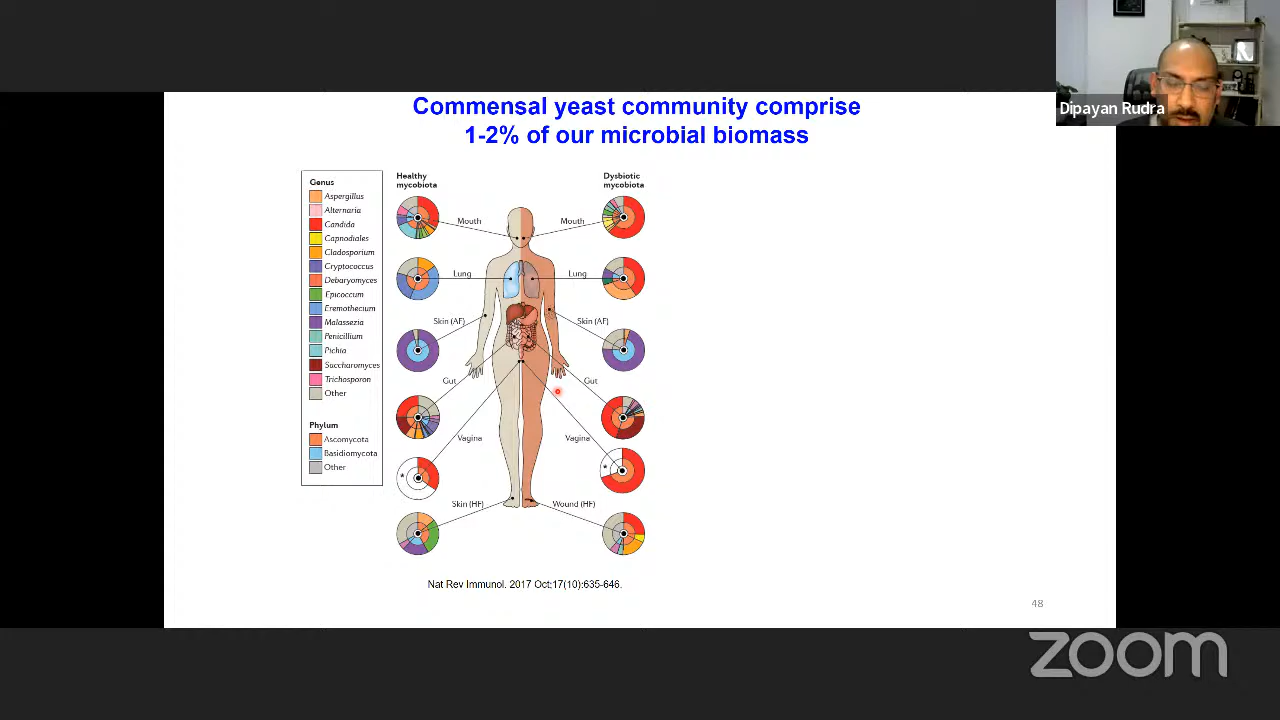 Dipayan Rudra
Commensal yeast community comprise
1-2% of our microbial biomass
Genus
Aspergillus
Alternaria
Candida
Capnodiales
Cladosporium
Cryptococcus
Debaryomyces
Epicoccum
Eremothecium
Malassezia
Penicillium
Pichia
Saccharomyces
Trichosporon
Other
Phylum
Ascomycota
Basidiomycota
Other
Healthy
mycobiota
Dysbiotic
mycobiota
Mouth
Mouth
Lung
Lung
Skin (AF)
Skin (AF)
Gut
Gut
Vagina
Vagina
*
*
Skin (HF)
Wound (HF)
Nat Rev Immunol. 2017 Oct;17(10):635-646.
48
zoom